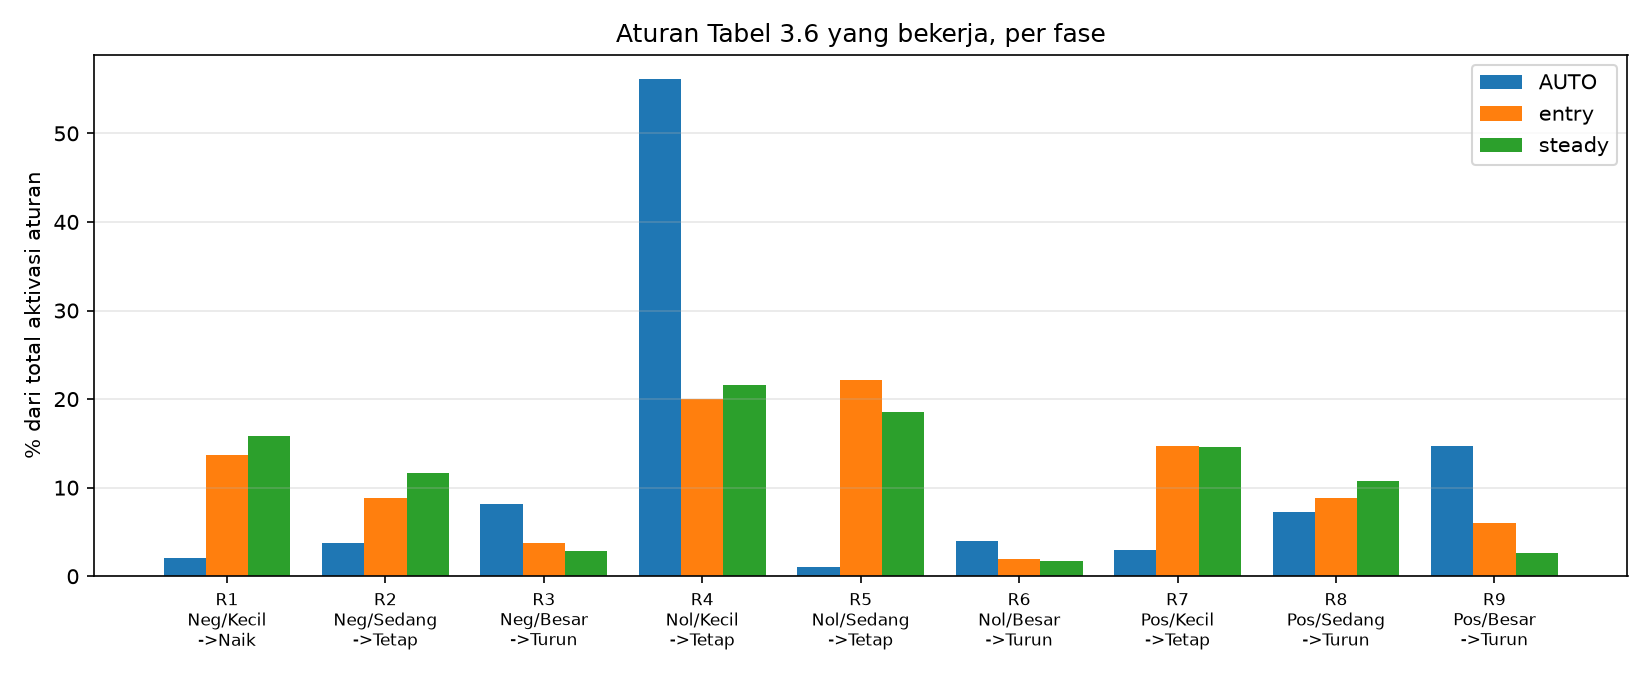 Aturan Tabel 3.6 yang bekerja, per fase
AUTO
entry
steady
% dari total aktivasi aturan
50
40
30
20
10
0
R1
Neg/Kecil
->Naik
R2
Neg/Sedang
->Tetap
R3
Neg/Besar
->Turun
R4
Nol/Kecil
->Tetap
R5
Nol/Sedang
->Tetap
R6
Nol/Besar
->Turun
R7
Pos/Kecil
->Tetap
R8
Pos/Sedang
->Turun
R9
Pos/Besar
->Turun